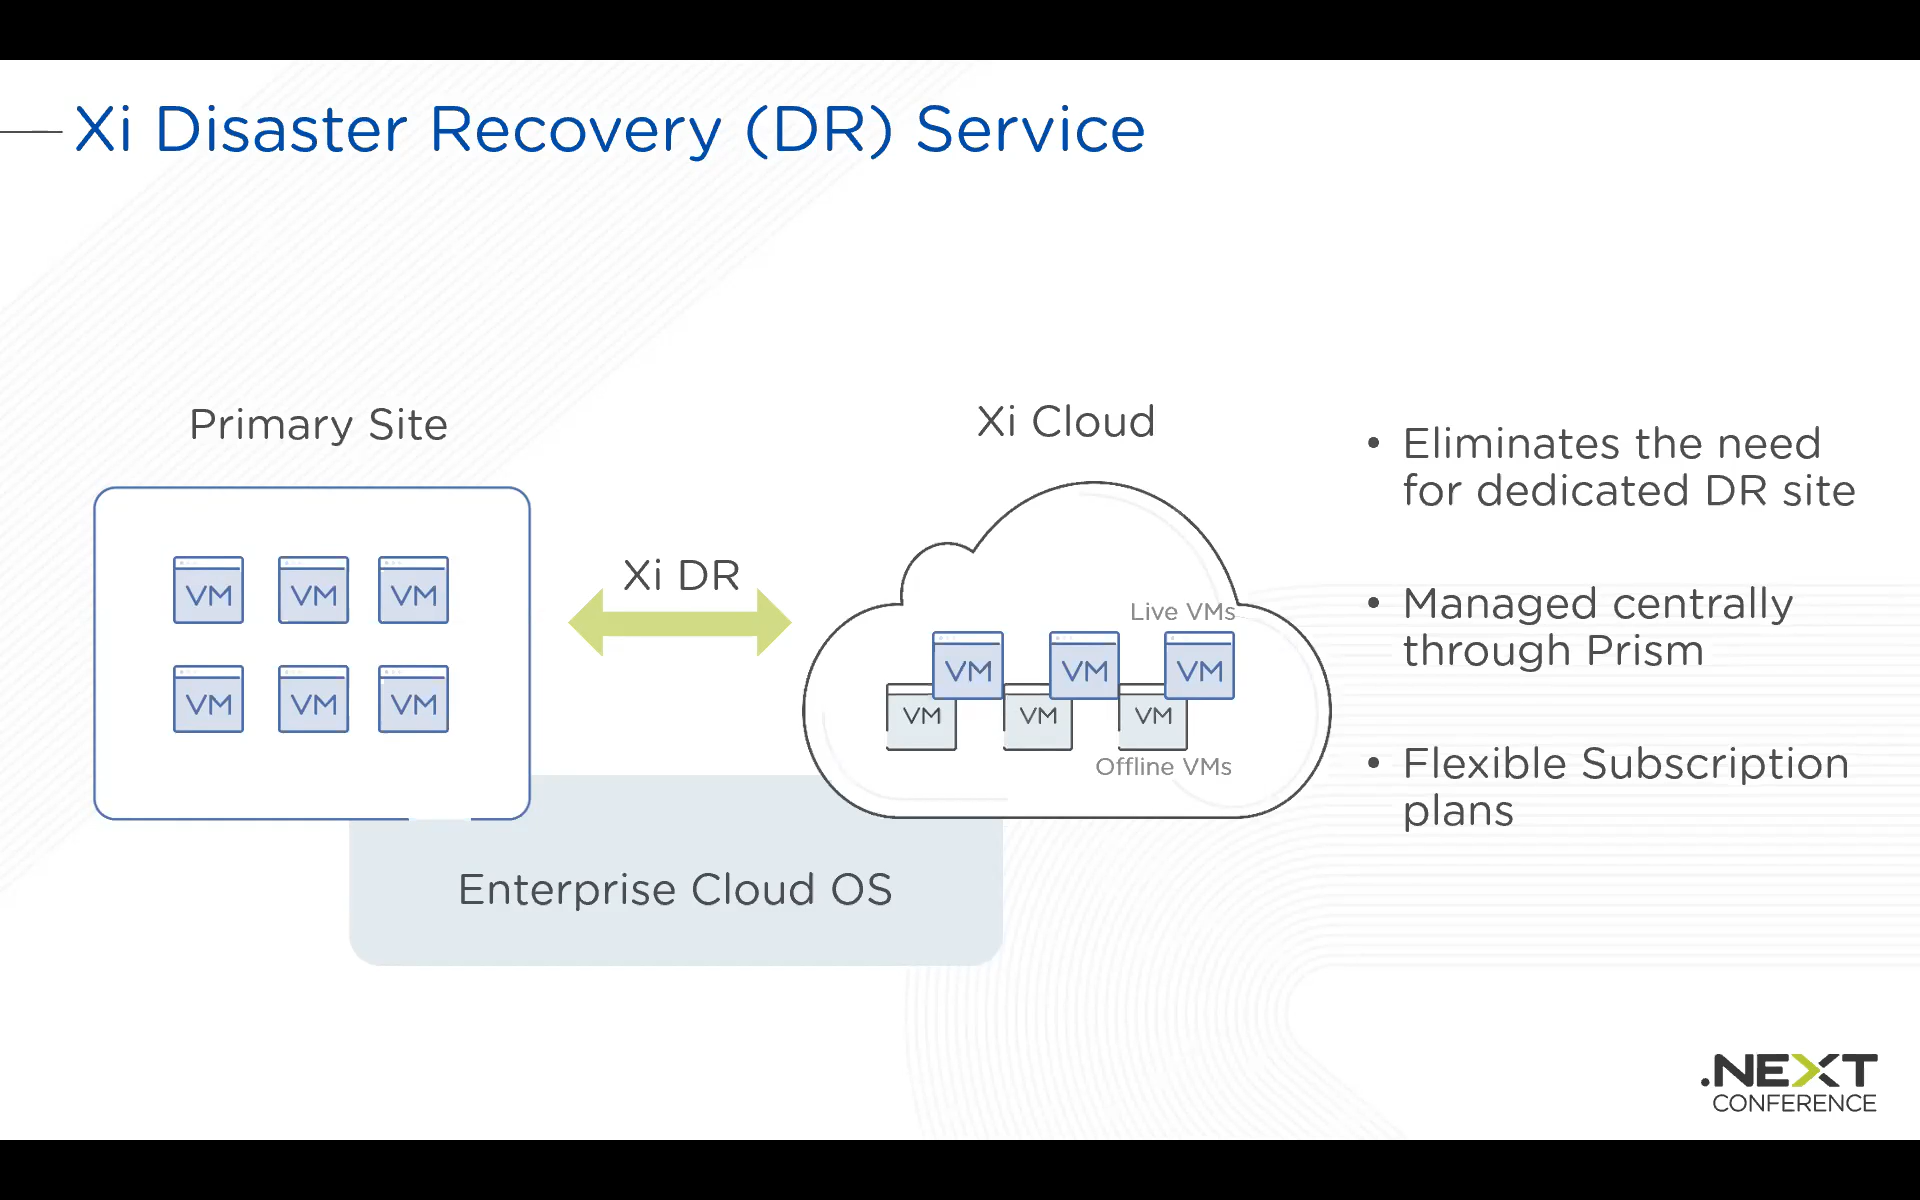 Xi Disaster Recovery (DR) Service
Primary Site
VM VM VM
VM VM VM
Xi DR
Xi Cloud
Live VMs
VM VM VM
VM VM VM
Offline VMs
Enterprise Cloud OS
• Eliminates the need
for dedicated DR site
• Managed centrally
through Prism
• Flexible Subscription
plans
.NEXT
CONFERENCE